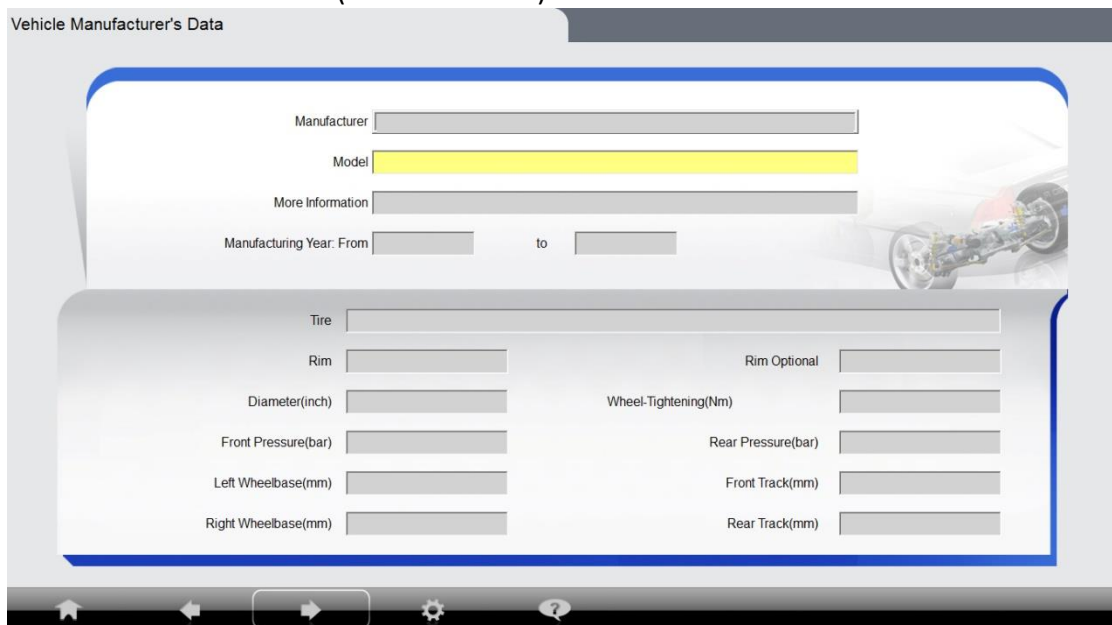 Vehicle Manufacturer's Data
Manufacturer
Model
More Information
Manufacturing Year: From to
Tire
Rim Rim Optional
Diameter(inch) Wheel-Tightening(Nm)
Front Pressure(bar) Rear Pressure(bar)
Left Wheelbase(mm) Front Track(mm)
Right Wheelbase(mm) Rear Track(mm)
?